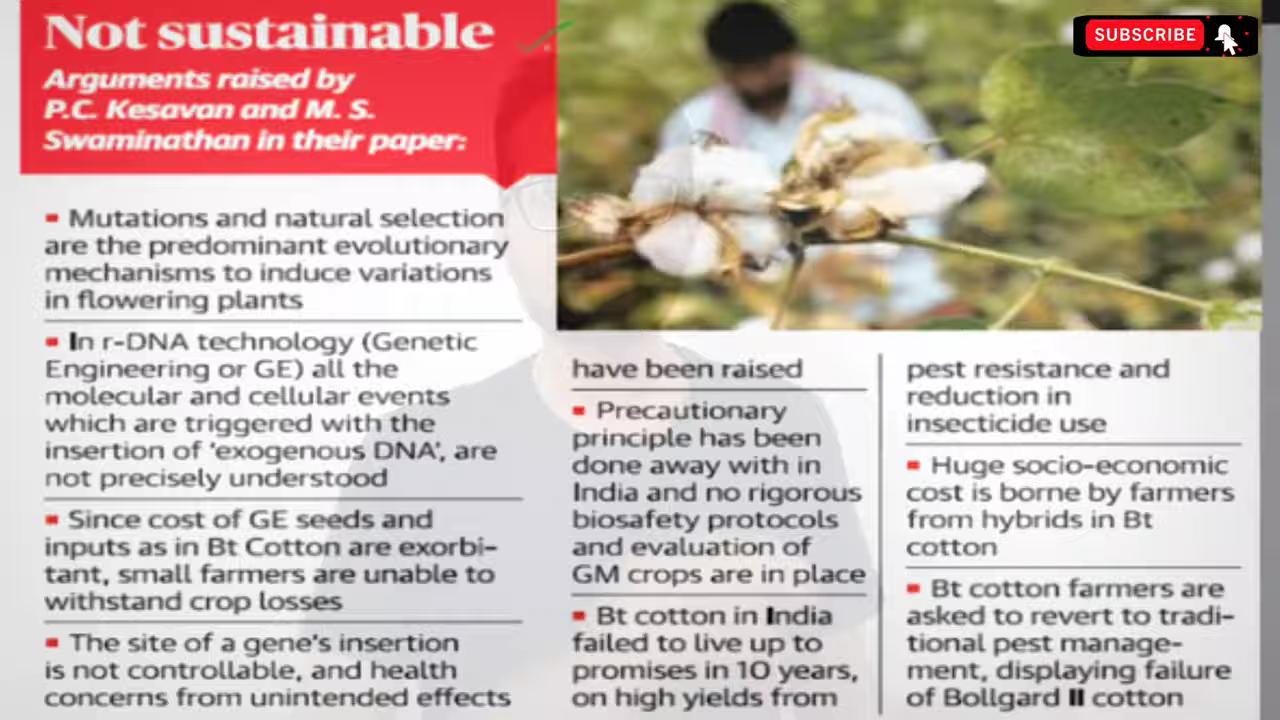 Not sustainable
Arguments raised by
P.C. Kesavan and M. S.
Swaminathan in their paper:
Mutations and natural selection
are the predominant evolutionary
mechanisms to induce variations
in flowering plants
In r-DNA technology (Genetic
Engineering or GE) all the
molecular and cellular events
which are triggered with the
insertion of 'exogenous DNA', are
not precisely understood
Since cost of GE seeds and
inputs as in Bt Cotton are exorbi-
tant, small farmers are unable to
withstand crop losses
The site of a gene's insertion
is not controllable, and health
concerns from unintended effects
have been raised
Precautionary
principle has been
done away with in
India and no rigorous
biosafety protocols
and evaluation of
GM crops are in place
Bt cotton in India
failed to live up to
promises in 10 years,
on high yields from
pest resistance and
reduction in
insecticide use
Huge socio-economic
cost is borne by farmers
from hybrids in Bt
cotton
Bt cotton farmers are
asked to revert to tradi-
tional pest manage-
ment, displaying failure
of Bollgard II cotton
SUBSCRIBE